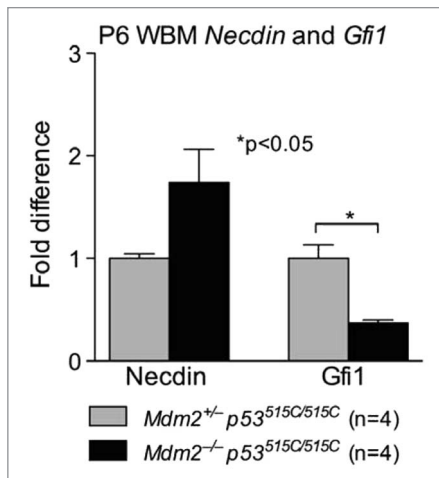 P6 WBM Necdin and Gfi1
Fold difference
3
2
1
0
*p<0.05
*
Necdin Gfi1
Mdm2+/– p53515C/515C (n=4)
Mdm2–/– p53515C/515C (n=4)